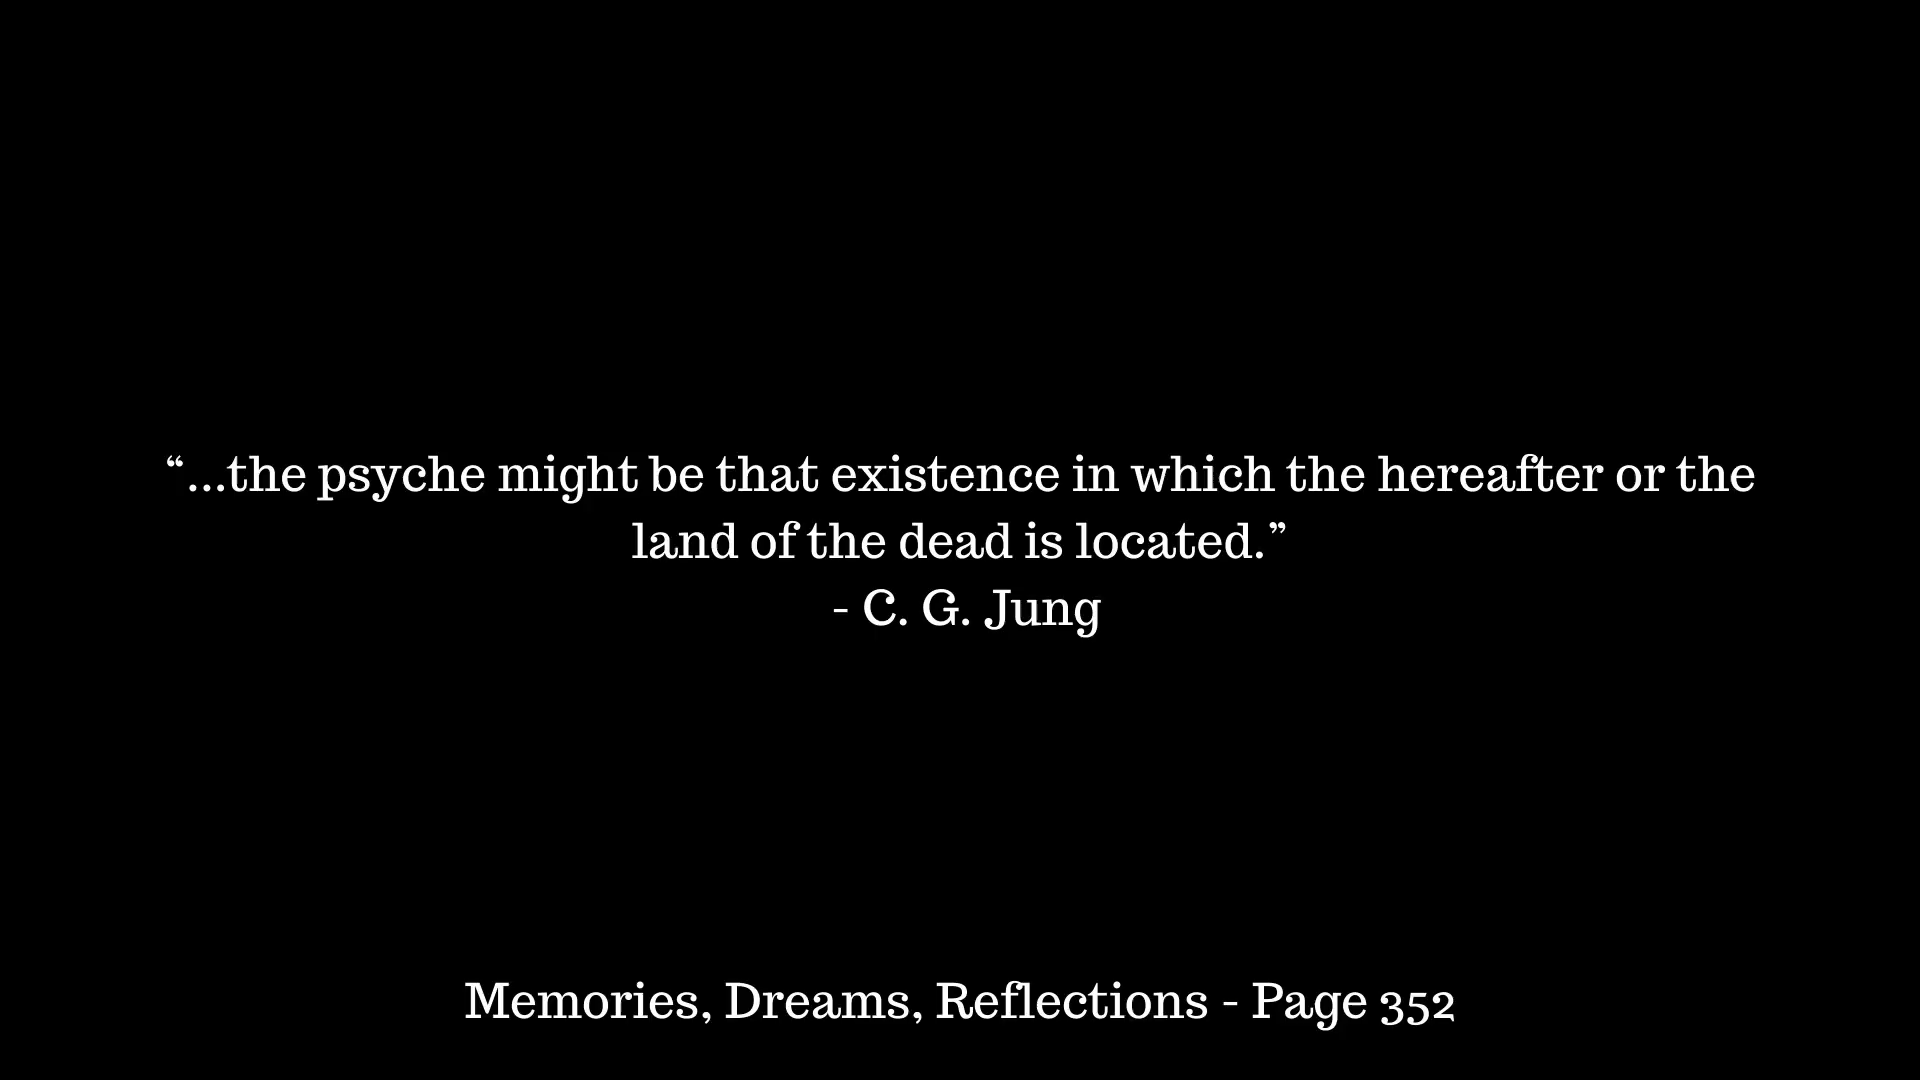 “...the psyche might be that existence in which the hereafter or the
land of the dead is located.”
- C. G. Jung
Memories, Dreams, Reflections - Page 352